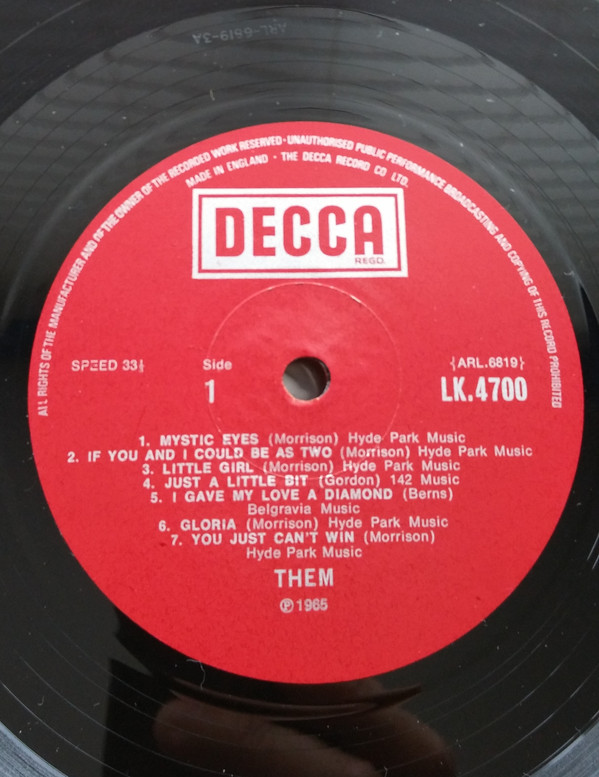 ARL-6819-3A
ALL RIGHTS OF THE MANUFACTURER AND OF THE OWNER OF THE RECORDED WORK RESERVED · UNAUTHORISED PUBLIC PERFORMANCE BROADCASTING AND COPYING OF THIS RECORD PROHIBITED
MADE IN ENGLAND · THE DECCA RECORD CO LTD.
DECCA
REGD.
SPEED 33⅓
Side
1
{ARL.6819}
LK.4700
1. MYSTIC EYES (Morrison) Hyde Park Music
2. IF YOU AND I COULD BE AS TWO (Morrison) Hyde Park Music
3. LITTLE GIRL (Morrison) Hyde Park Music
4. JUST A LITTLE BIT (Gordon) 142 Music
5. I GAVE MY LOVE A DIAMOND (Berns)
Belgravia Music
6. GLORIA (Morrison) Hyde Park Music
7. YOU JUST CAN'T WIN (Morrison)
Hyde Park Music
THEM
℗ 1965